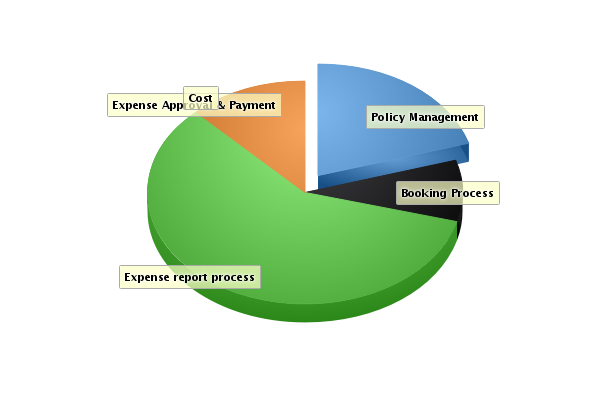 Cost
Expense Approval & Payment
Policy Management
Booking Process
Expense report process